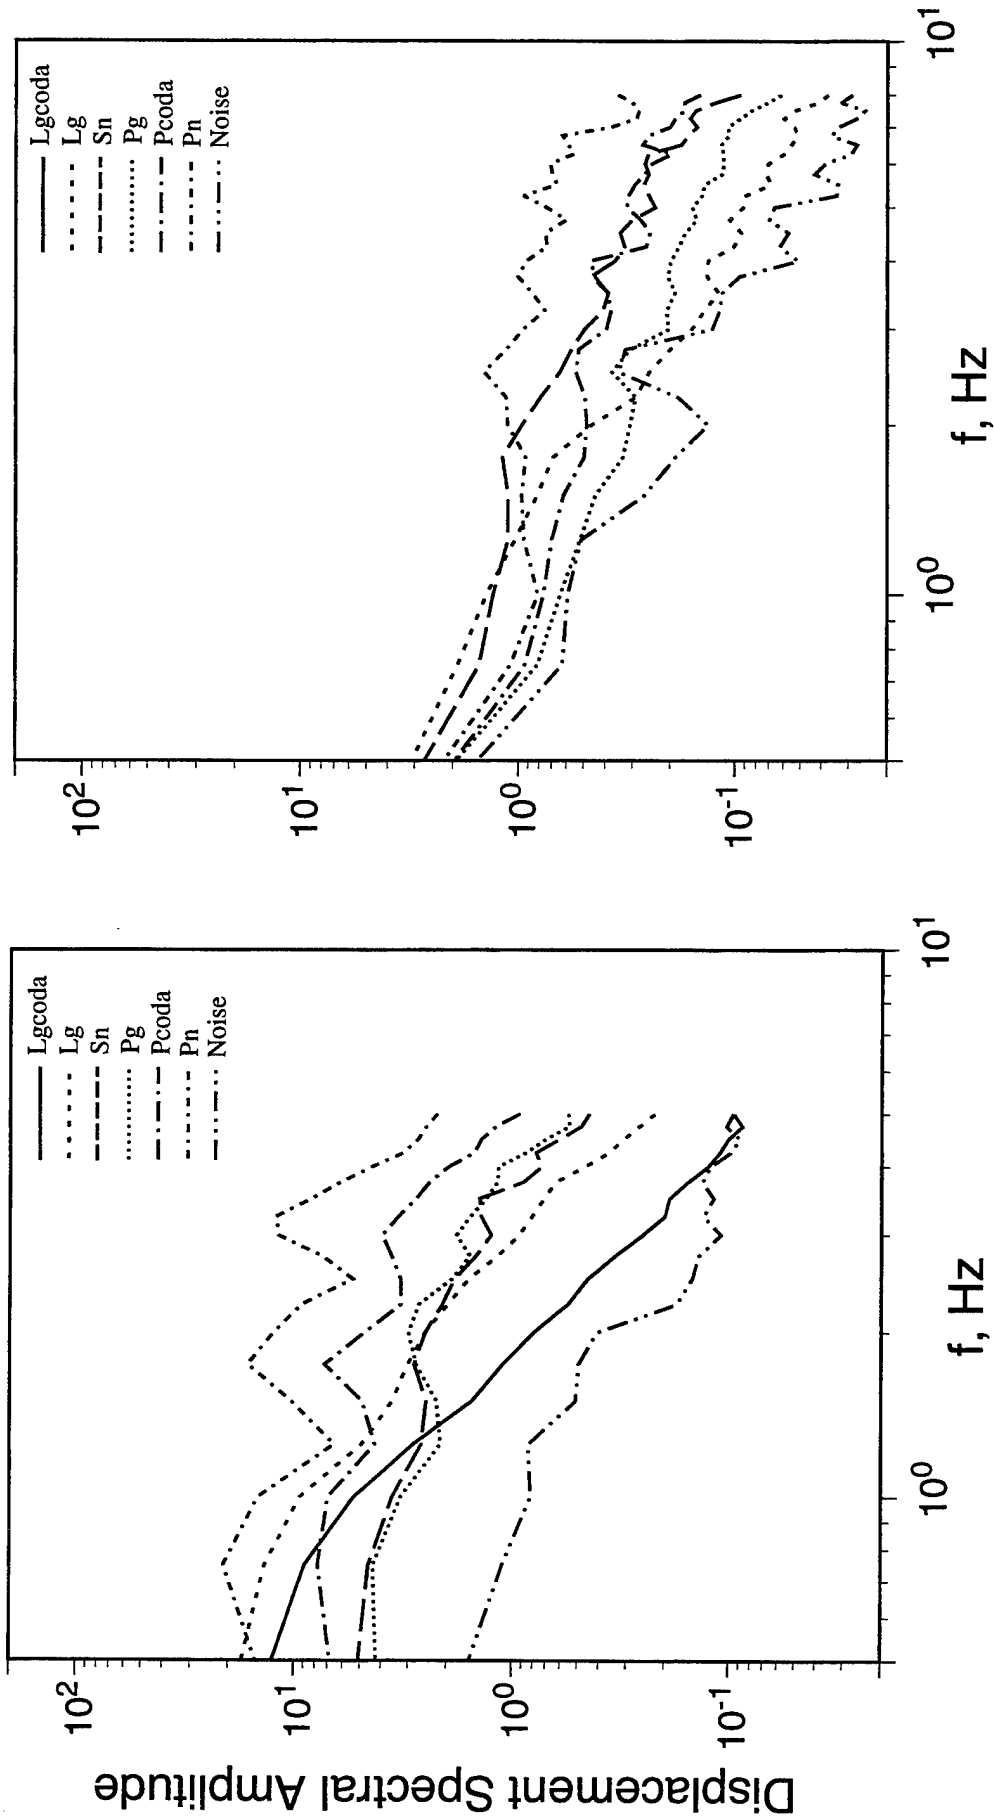 Displacement Spectral Amplitude
10²
10¹
10⁰
10⁻¹
Lgcoda
Lg
Sn
Pg
Pcoda
Pn
Noise
10⁰
10¹
f, Hz
10²
10¹
10⁰
10⁻¹
Lgcoda
Lg
Sn
Pg
Pcoda
Pn
Noise
10⁰
10¹
f, Hz